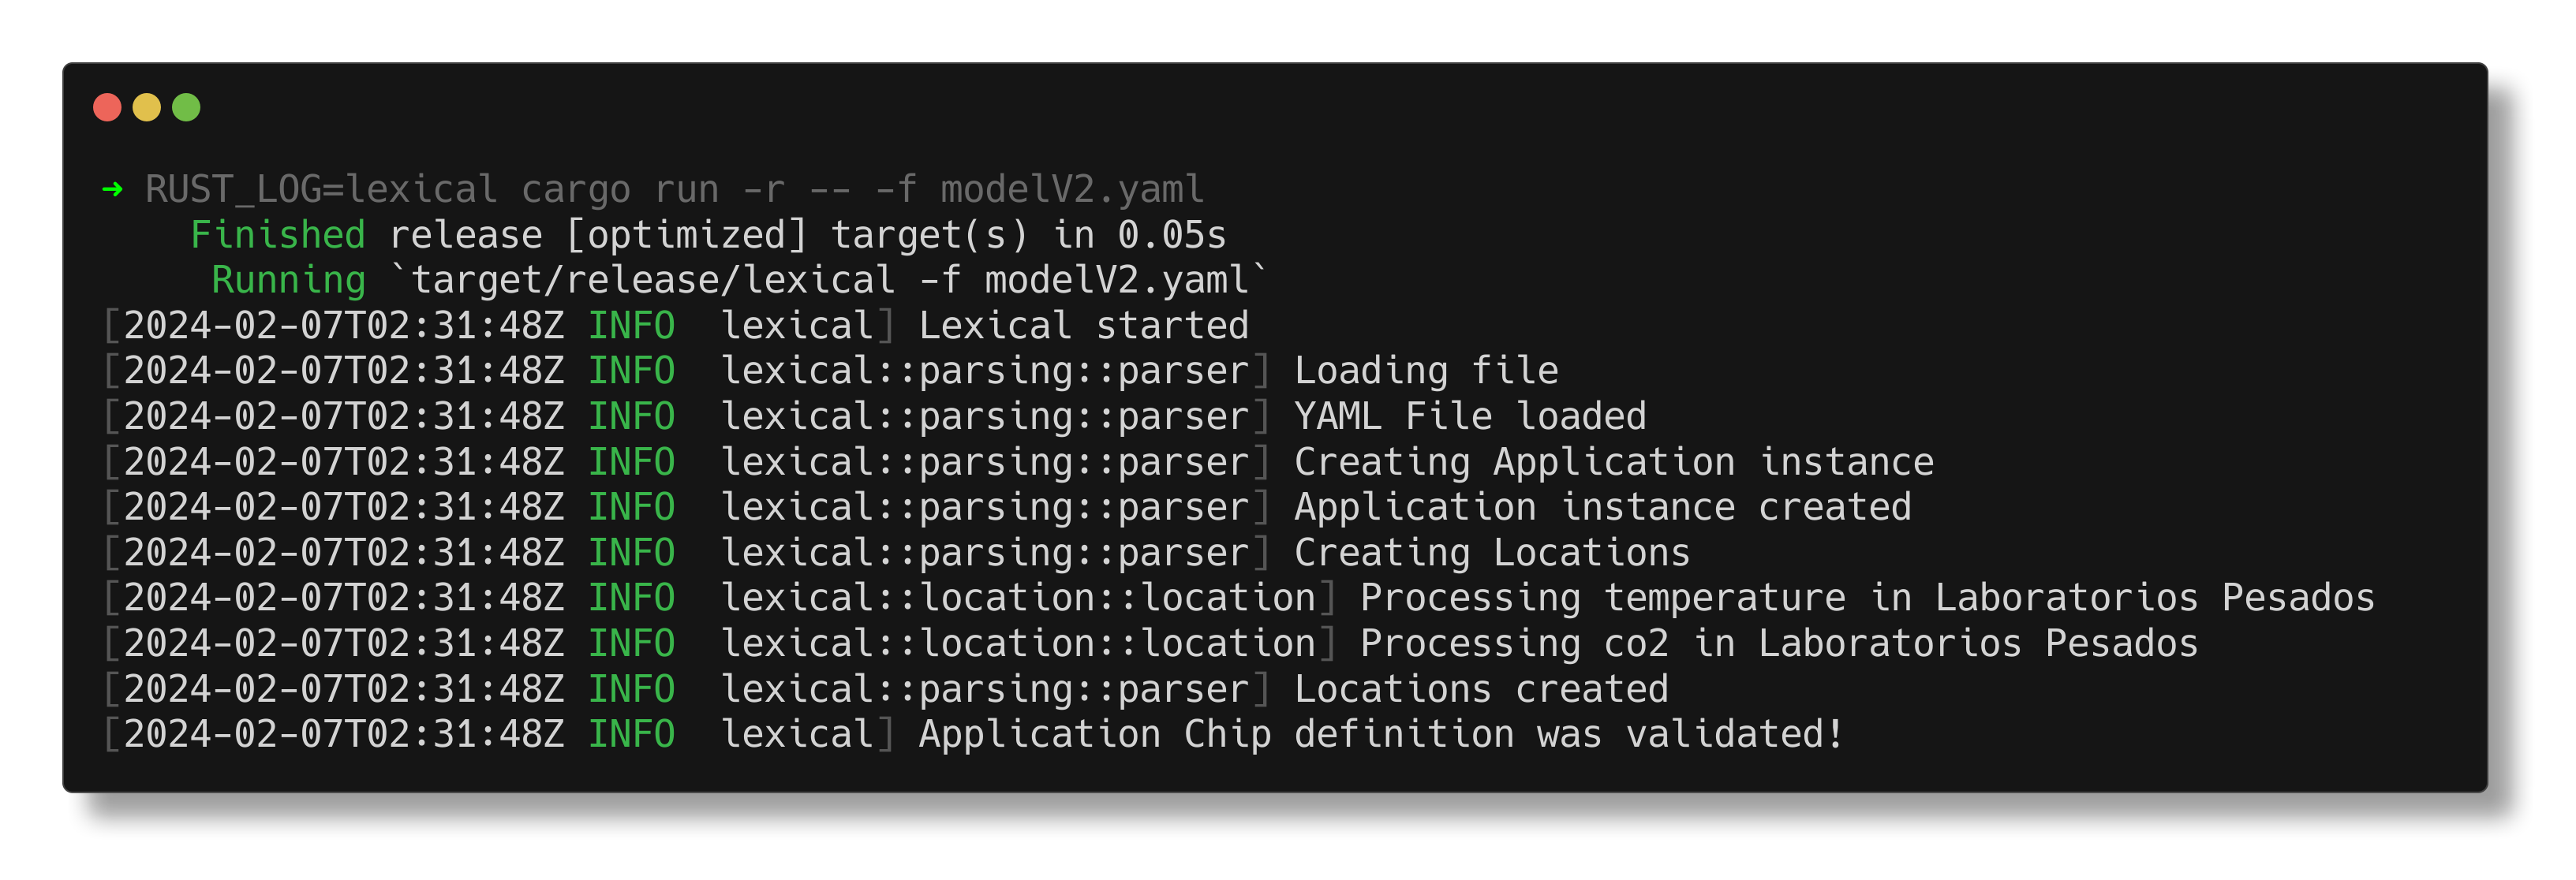 ➜ RUST_LOG=lexical cargo run -r -- -f modelV2.yaml
    Finished release [optimized] target(s) in 0.05s
     Running `target/release/lexical -f modelV2.yaml`
[2024-02-07T02:31:48Z INFO  lexical] Lexical started
[2024-02-07T02:31:48Z INFO  lexical::parsing::parser] Loading file
[2024-02-07T02:31:48Z INFO  lexical::parsing::parser] YAML File loaded
[2024-02-07T02:31:48Z INFO  lexical::parsing::parser] Creating Application instance
[2024-02-07T02:31:48Z INFO  lexical::parsing::parser] Application instance created
[2024-02-07T02:31:48Z INFO  lexical::parsing::parser] Creating Locations
[2024-02-07T02:31:48Z INFO  lexical::location::location] Processing temperature in Laboratorios Pesados
[2024-02-07T02:31:48Z INFO  lexical::location::location] Processing co2 in Laboratorios Pesados
[2024-02-07T02:31:48Z INFO  lexical::parsing::parser] Locations created
[2024-02-07T02:31:48Z INFO  lexical] Application Chip definition was validated!